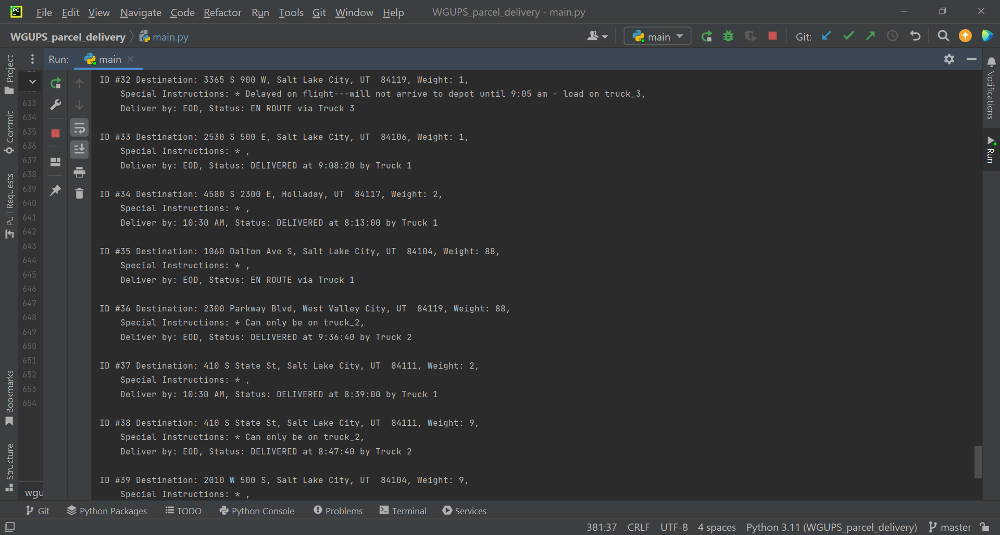 PC File Edit View Navigate Code Refactor Run Tools Git Window Help WGUPS_parcel_delivery - main.py
WGUPS_parcel_delivery main.py main Git:
Project
Commit
Pull Requests
Bookmarks
Structure
Run: main
633
634
635
636
637
638
639
640
641
642
643
644
645
646
647
648
649
650
651
652
653
654
wgu
ID #32 Destination: 3365 S 900 W, Salt Lake City, UT  84119, Weight: 1,
    Special Instructions: * Delayed on flight---will not arrive to depot until 9:05 am - load on truck_3,
    Deliver by: EOD, Status: EN ROUTE via Truck 3
ID #33 Destination: 2530 S 500 E, Salt Lake City, UT  84106, Weight: 1,
    Special Instructions: * ,
    Deliver by: EOD, Status: DELIVERED at 9:08:20 by Truck 1
ID #34 Destination: 4580 S 2300 E, Holladay, UT  84117, Weight: 2,
    Special Instructions: * ,
    Deliver by: 10:30 AM, Status: DELIVERED at 8:13:00 by Truck 1
ID #35 Destination: 1060 Dalton Ave S, Salt Lake City, UT  84104, Weight: 88,
    Special Instructions: * ,
    Deliver by: EOD, Status: EN ROUTE via Truck 1
ID #36 Destination: 2300 Parkway Blvd, West Valley City, UT  84119, Weight: 88,
    Special Instructions: * Can only be on truck_2,
    Deliver by: EOD, Status: DELIVERED at 9:36:40 by Truck 2
ID #37 Destination: 410 S State St, Salt Lake City, UT  84111, Weight: 2,
    Special Instructions: * ,
    Deliver by: 10:30 AM, Status: DELIVERED at 8:39:00 by Truck 1
ID #38 Destination: 410 S State St, Salt Lake City, UT  84111, Weight: 9,
    Special Instructions: * Can only be on truck_2,
    Deliver by: EOD, Status: DELIVERED at 8:47:40 by Truck 2
ID #39 Destination: 2010 W 500 S, Salt Lake City, UT  84104, Weight: 9,
    Special Instructions: * ,
Notifications
Run
Git Python Packages TODO Python Console Problems Terminal Services
381:37 CRLF UTF-8 4 spaces Python 3.11 (WGUPS_parcel_delivery) master